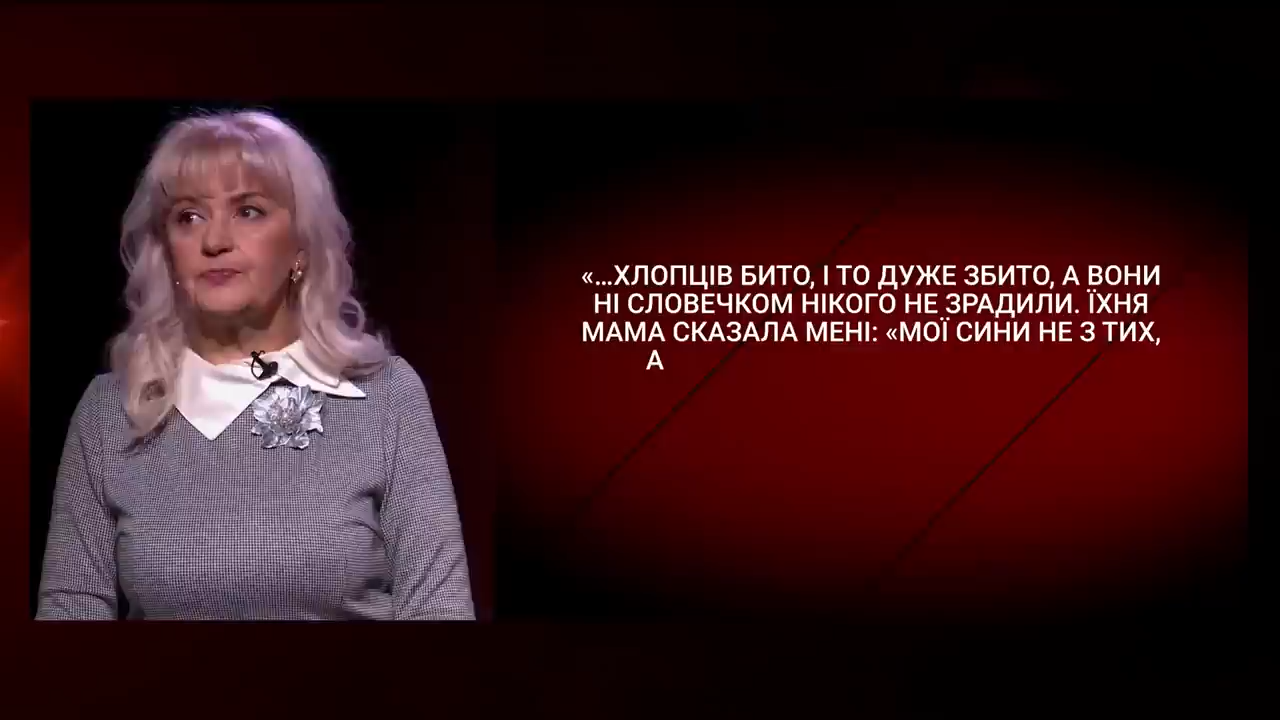 «...ХЛОПЦІВ БИТО, І ТО ДУЖЕ ЗБИТО, А ВОНИ
НІ СЛОВЕЧКОМ НІКОГО НЕ ЗРАДИЛИ. ЇХНЯ
МАМА СКАЗАЛА МЕНІ: «МОЇ СИНИ НЕ З ТИХ,
А